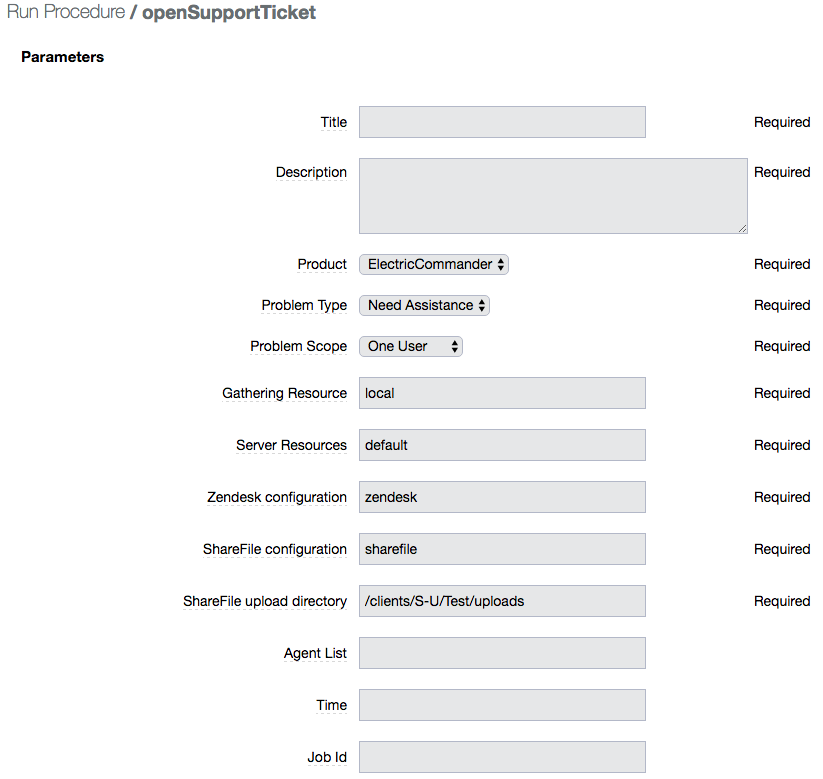 Run Procedure / openSupportTicket
Parameters
Title Required
Description Required
Product ElectricCommander Required
Problem Type Need Assistance Required
Problem Scope One User Required
Gathering Resource local Required
Server Resources default Required
Zendesk configuration zendesk Required
ShareFile configuration sharefile Required
ShareFile upload directory /clients/S-U/Test/uploads Required
Agent List
Time
Job Id